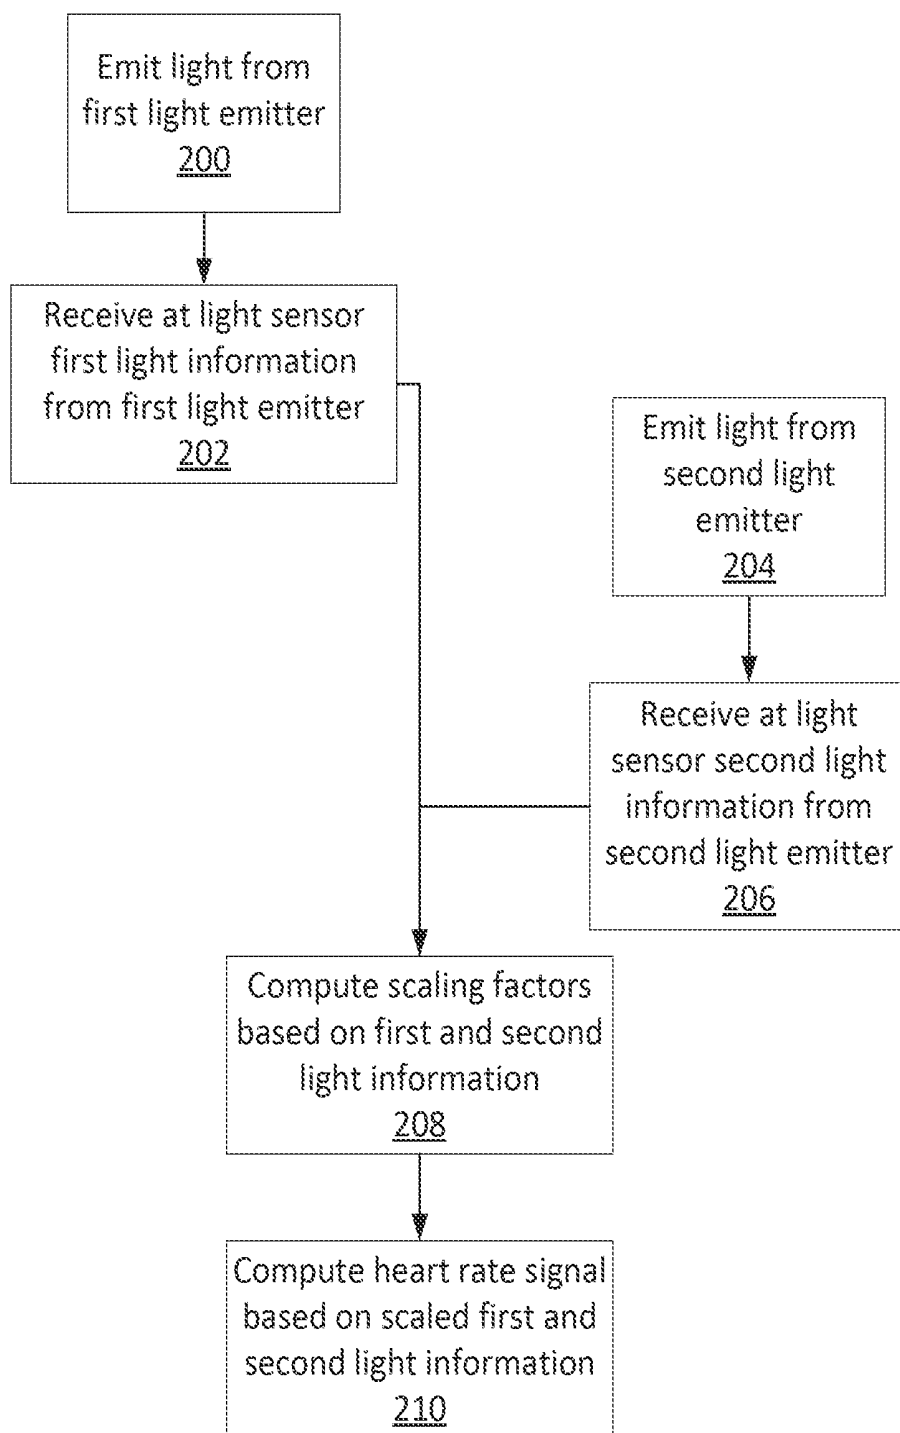 Emit light from
first light emitter
200
Receive at light sensor
first light information
from first light emitter
202
Emit light from
second light
emitter
204
Receive at light
sensor second light
information from
second light emitter
206
Compute scaling factors
based on first and second
light information
208
Compute heart rate signal
based on scaled first and
second light information
210